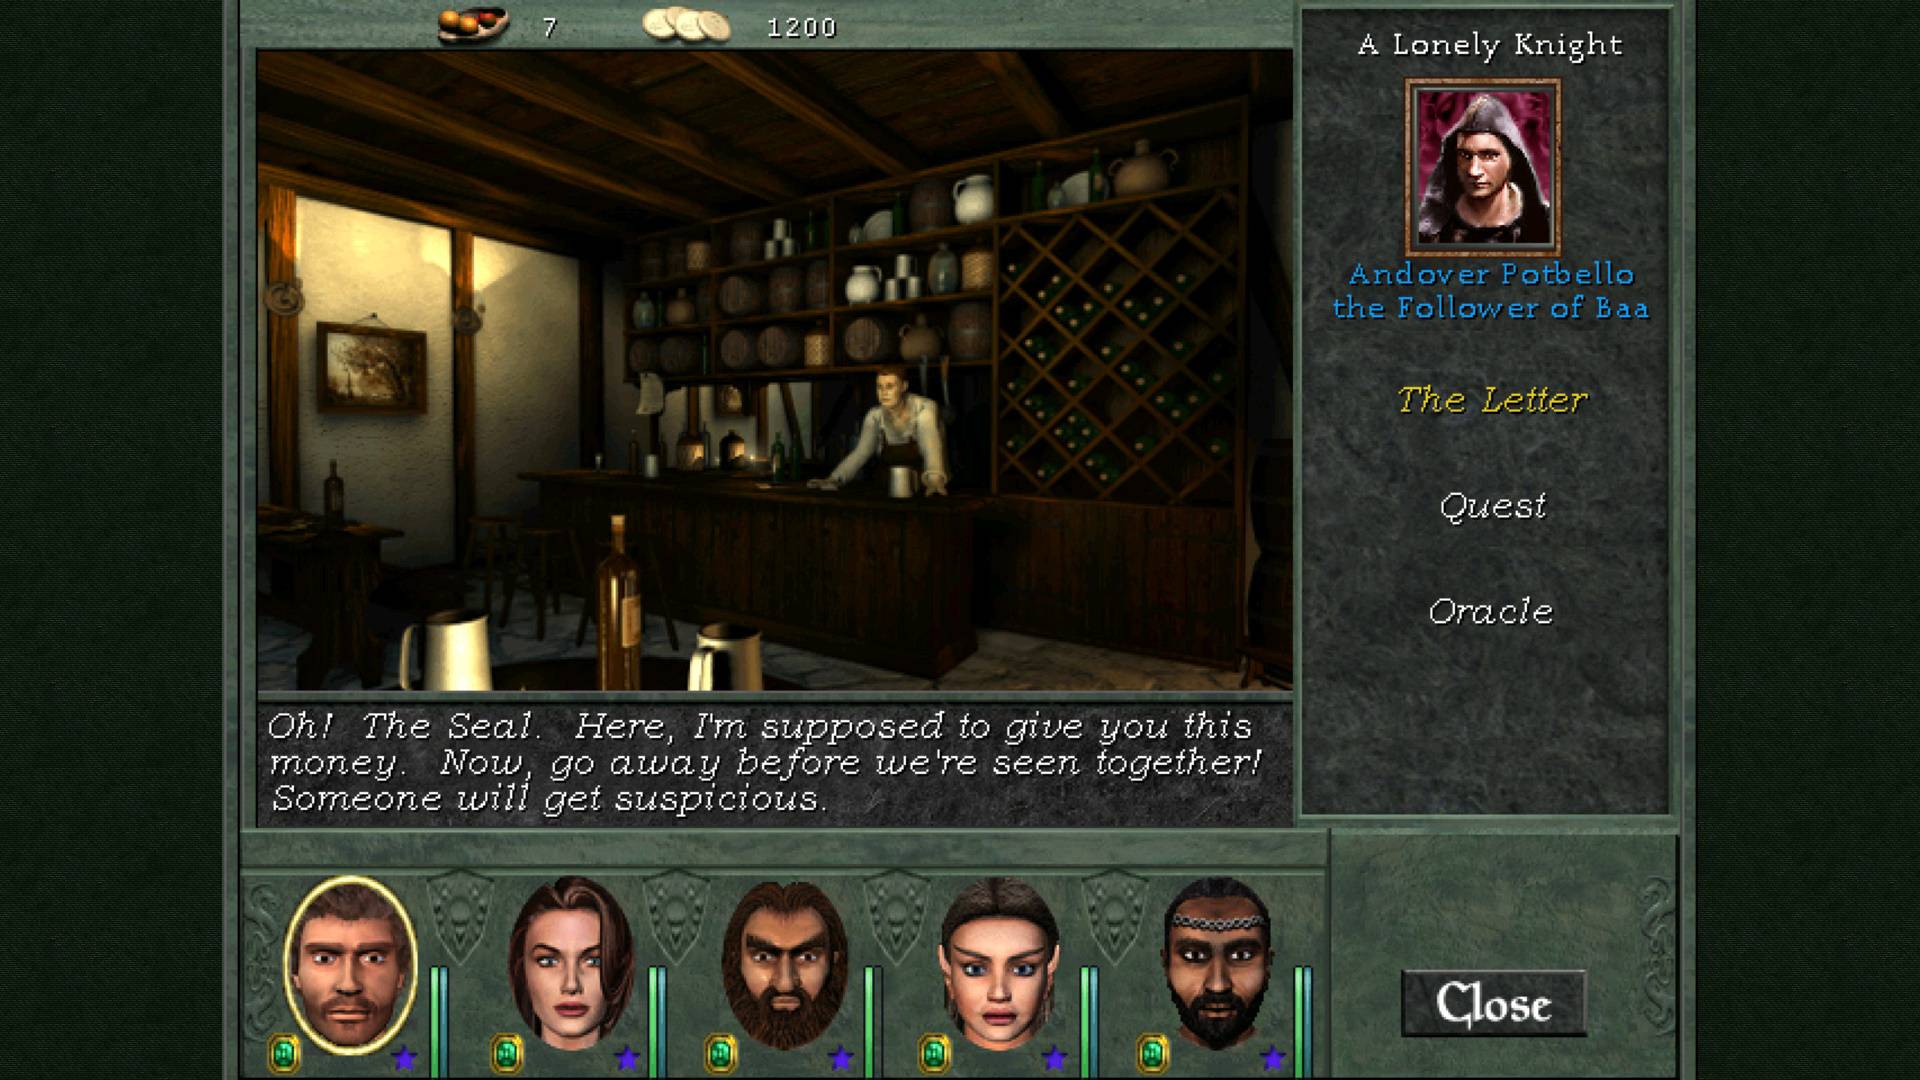 7 1200
A Lonely Knight
Andover Potbello
the Follower of Baa
The Letter
Quest
Oracle
Oh!  The Seal.  Here, I'm supposed to give you this
money.  Now, go away before we're seen together!
Someone will get suspicious.
Close